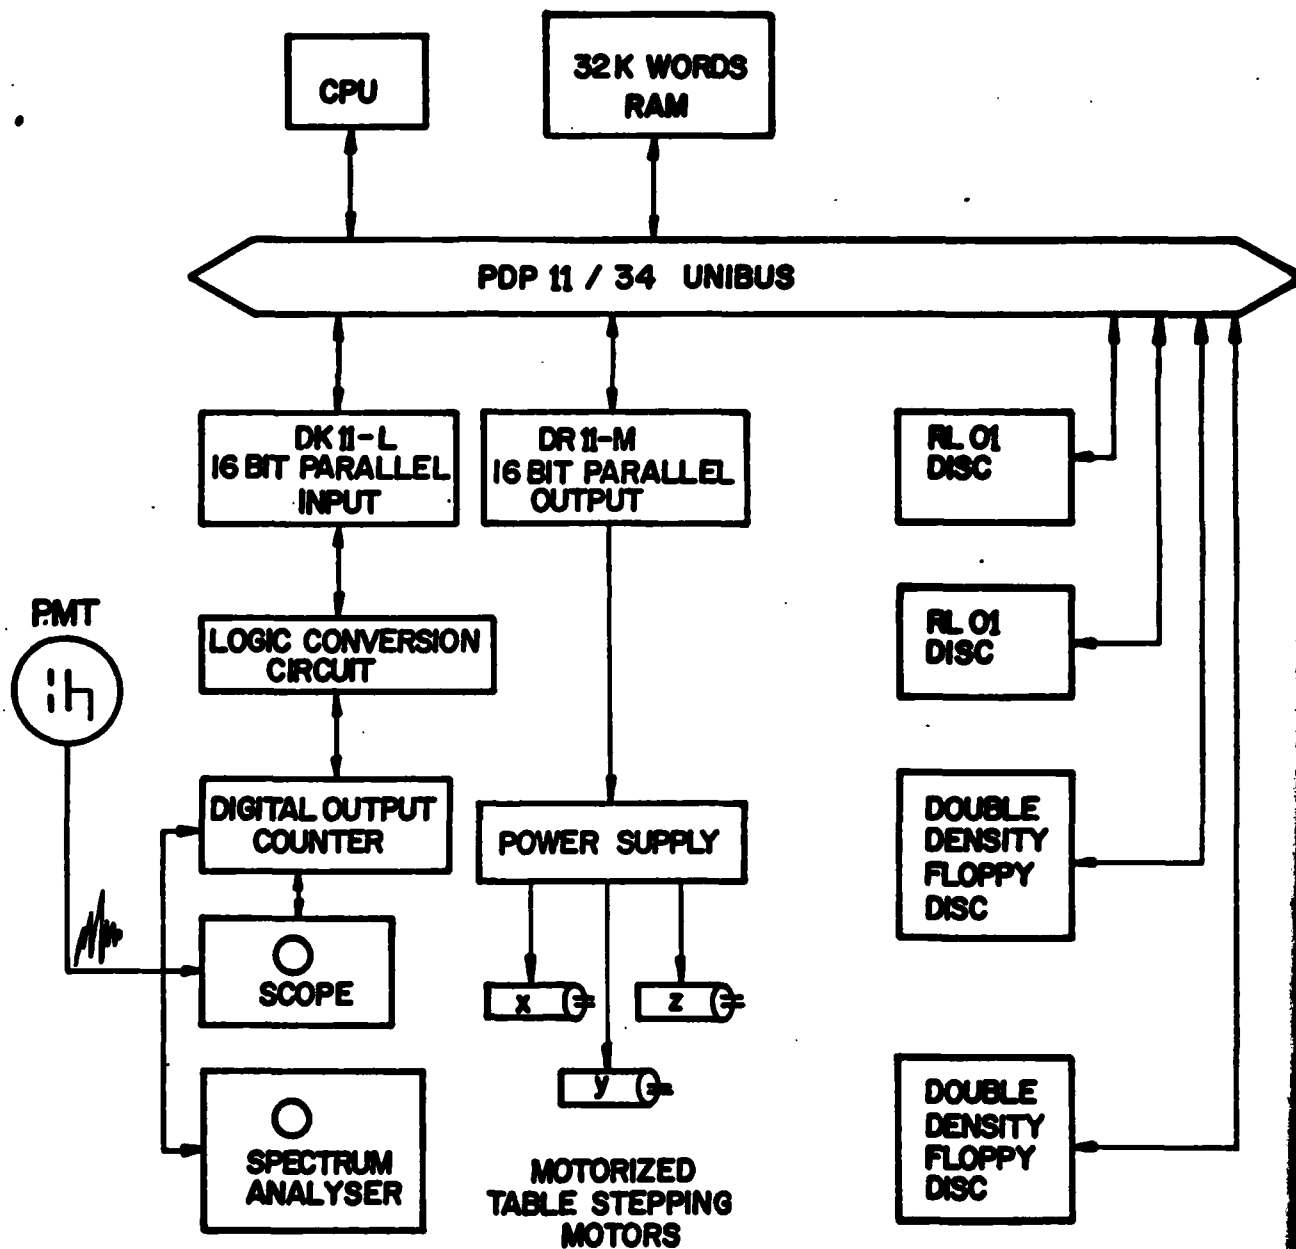 CPU
32K WORDS
RAM
PDP 11 / 34 UNIBUS
DK 11-L
16 BIT PARALLEL
INPUT
DR 11-M
16 BIT PARALLEL
OUTPUT
RL 01
DISC
P.MT
LOGIC CONVERSION
CIRCUIT
RL 01
DISC
DIGITAL OUTPUT
COUNTER
POWER SUPPLY
DOUBLE
DENSITY
FLOPPY
DISC
SCOPE
x
z
y
SPECTRUM
ANALYSER
MOTORIZED
TABLE STEPPING
MOTORS
DOUBLE
DENSITY
FLOPPY
DISC